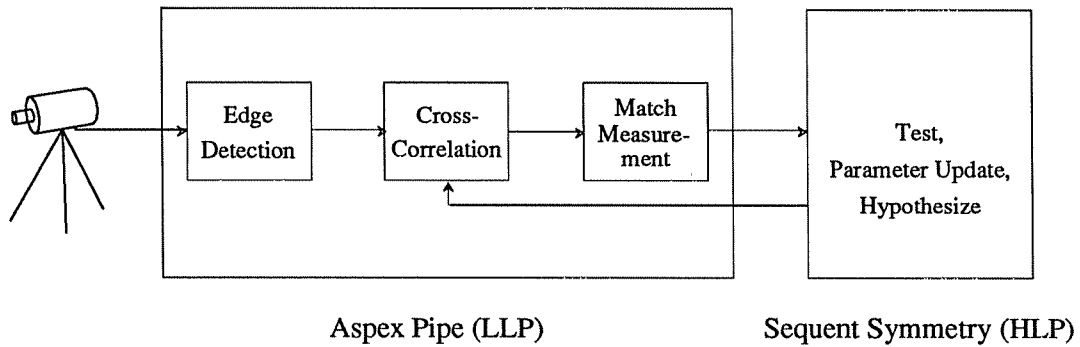 Edge
Detection
Cross-
Correlation
Match
Measure-
ment
Test,
Parameter Update,
Hypothesize
Aspex Pipe (LLP)
Sequent Symmetry (HLP)